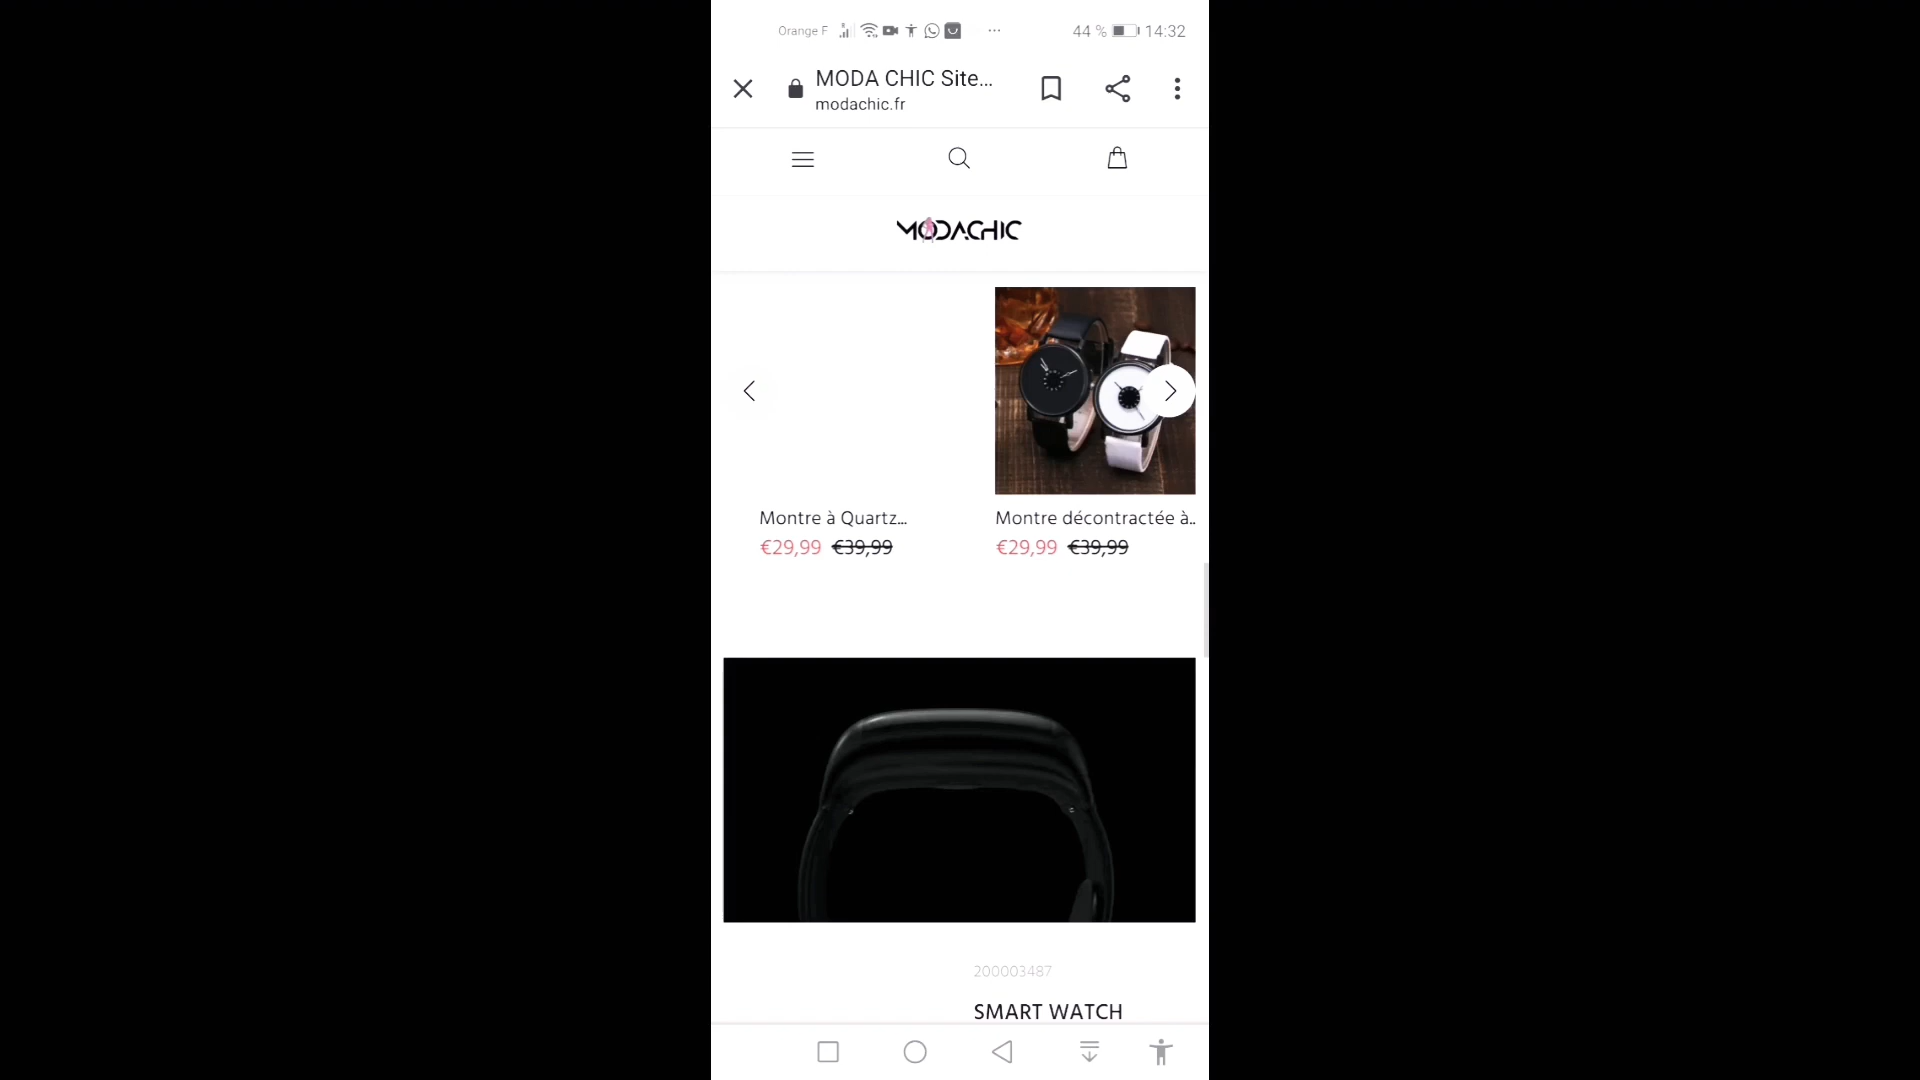 Orange F ... 44 % 14:32
MODA CHIC Site...
modachic.fr
MODACHIC
Montre à Quartz...
€29,99 €39,99
Montre décontractée à..
€29,99 €39,99
200003487
SMART WATCH